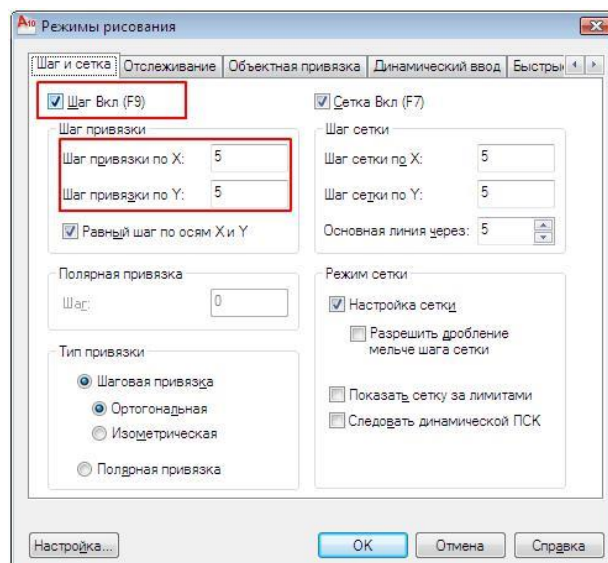 A10 Режимы рисования
Шаг и сетка Отслеживание Объектная привязка Динамический ввод Быстры
Шаг Вкл (F9)
Сетка Вкл (F7)
Шаг привязки
Шаг привязки по X: 5
Шаг привязки по Y: 5
Равный шаг по осям X и Y
Шаг сетки
Шаг сетки по X: 5
Шаг сетки по Y: 5
Основная линия через: 5
Полярная привязка
Шаг: 0
Тип привязки
Шаговая привязка
Ортогональная
Изометрическая
Полярная привязка
Режим сетки
Настройка сетки
Разрешить дробление
мельче шага сетки
Показать сетку за лимитами
Следовать динамической ПСК
Настройка... OK Отмена Справка